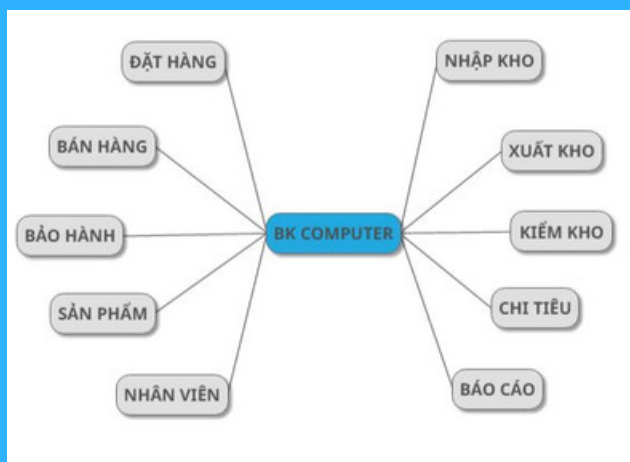 ĐẶT HÀNG
BÁN HÀNG
BẢO HÀNH
SẢN PHẨM
NHÂN VIÊN
BK COMPUTER
NHẬP KHO
XUẤT KHO
KIỂM KHO
CHI TIÊU
BÁO CÁO